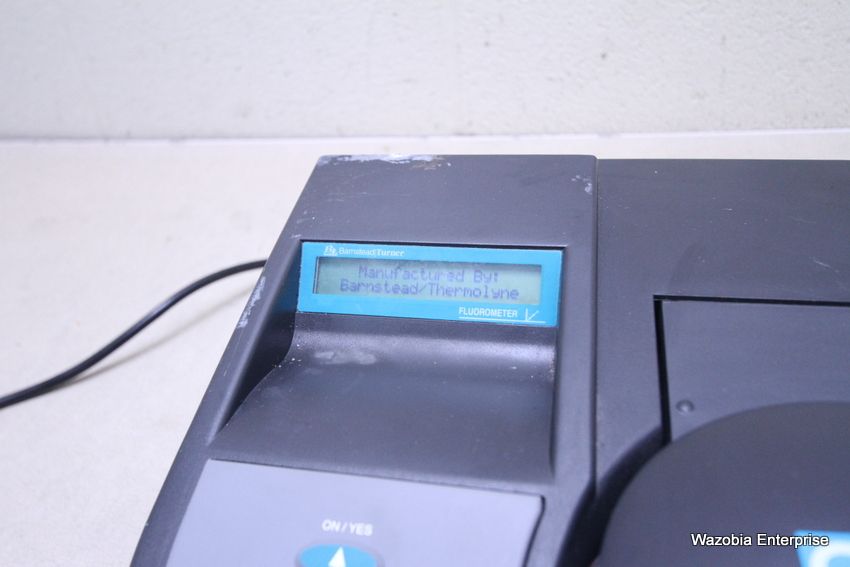 Barnstead|Turner
Manufactured By:
Barnstead/Thermolyne
FLUOROMETER
ON / YES
Wazobia Enterprise